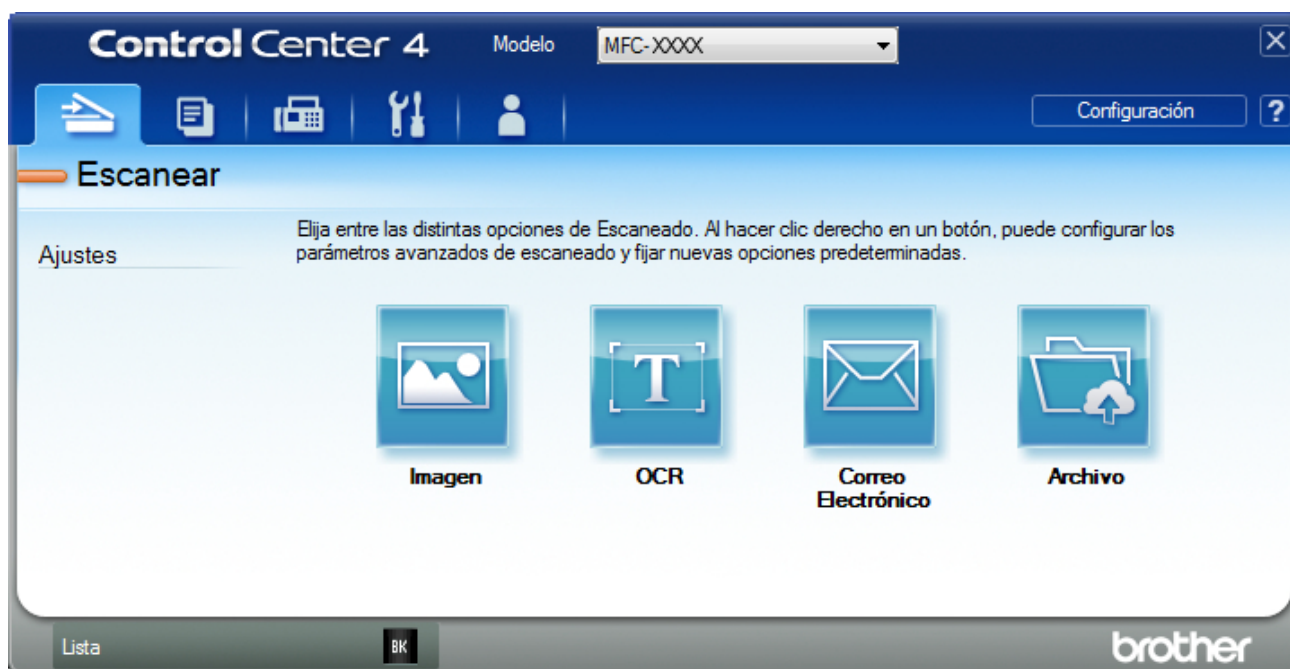 Control Center 4
Modelo
MFC-XXXX
Configuración
?
Escanear
Ajustes
Elija entre las distintas opciones de Escaneado. Al hacer clic derecho en un botón, puede configurar los
parámetros avanzados de escaneado y fijar nuevas opciones predeterminadas.
T
Imagen
OCR
Correo
Electrónico
Archivo
Lista
BK
brother